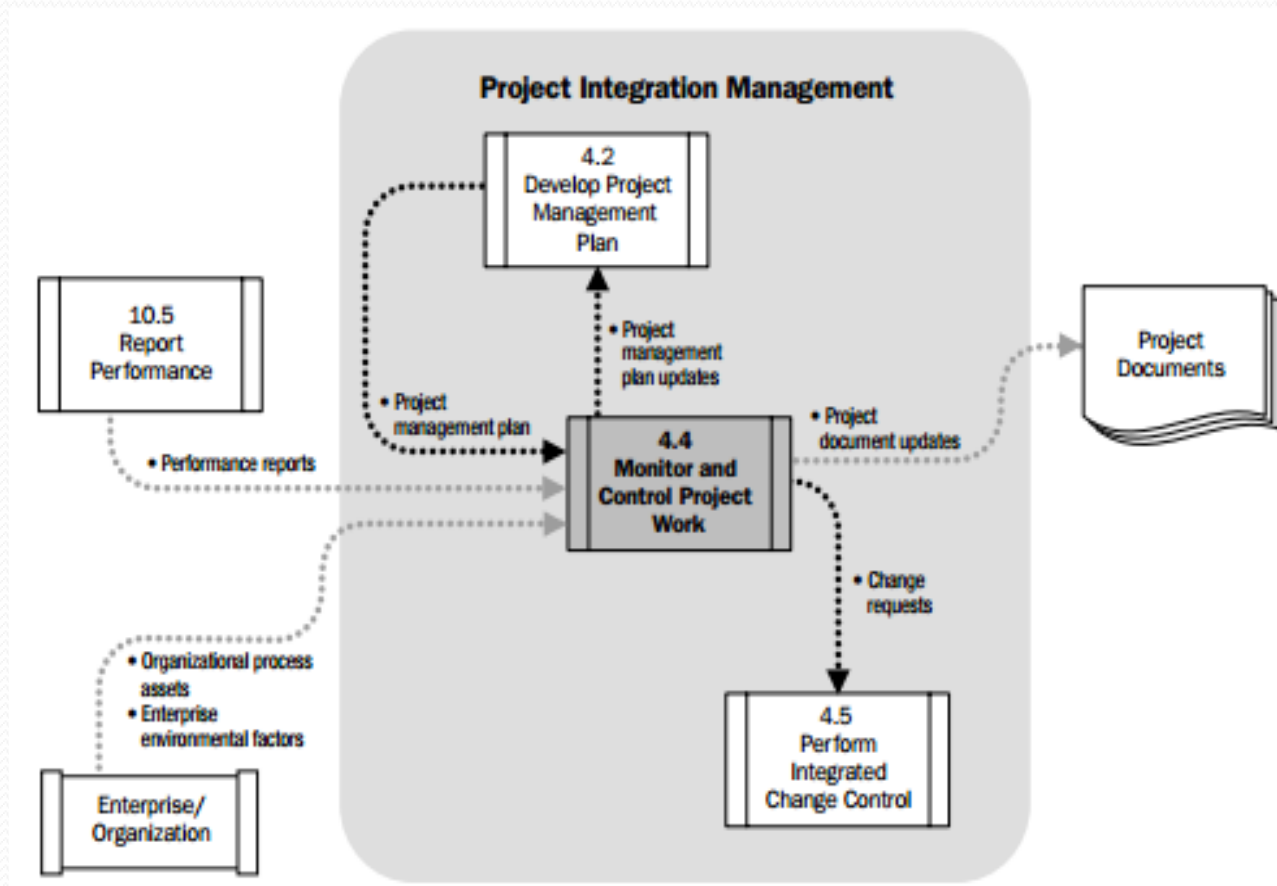 Project Integration Management
4.2
Develop Project
Management
Plan
10.5
Report
Performance
• Project
management
plan updates
Project
Documents
• Project
management plan
• Project
document updates
4.4
Monitor and
Control Project
Work
• Performance reports
• Change
requests
• Organizational process
assets
• Enterprise
environmental factors
4.5
Perform
Integrated
Change Control
Enterprise/
Organization